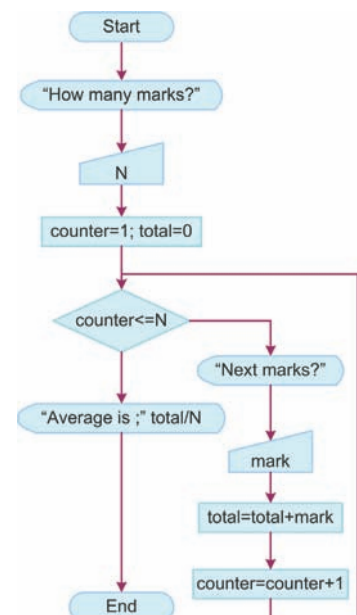 Start
“How many marks?”
N
counter=1; total=0
counter<=N
“Next marks?”
“Average is ;” total/N
mark
total=total+mark
counter=counter+1
End